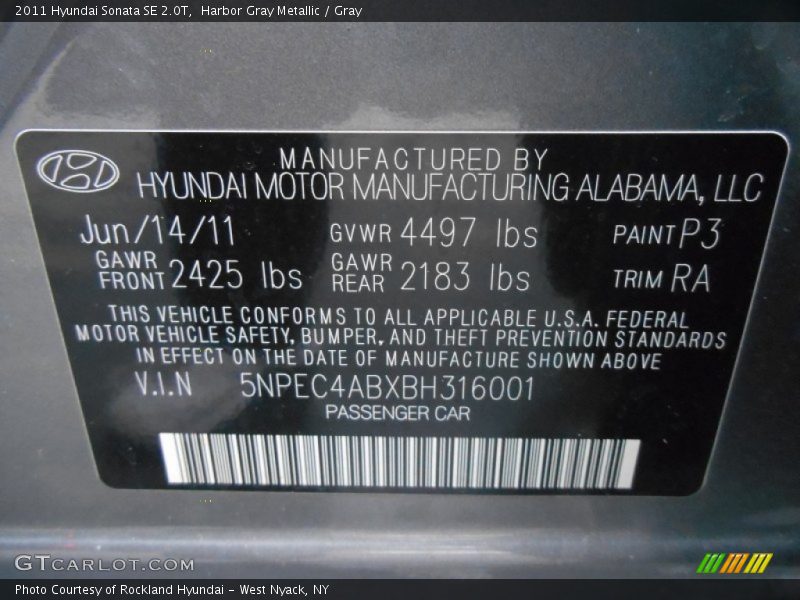 2011 Hyundai Sonata SE 2.0T,  Harbor Gray Metallic / Gray
MANUFACTURED BY
HYUNDAI MOTOR MANUFACTURING ALABAMA, LLC
Jun/14/11 GVWR 4497 lbs PAINT P3
GAWR FRONT 2425 lbs GAWR REAR 2183 lbs TRIM RA
THIS VEHICLE CONFORMS TO ALL APPLICABLE U.S.A. FEDERAL
MOTOR VEHICLE SAFETY, BUMPER, AND THEFT PREVENTION STANDARDS
IN EFFECT ON THE DATE OF MANUFACTURE SHOWN ABOVE
V.I.N 5NPEC4ABXBH316001
PASSENGER CAR
GTCARLOT.COM
Photo Courtesy of Rockland Hyundai - West Nyack, NY